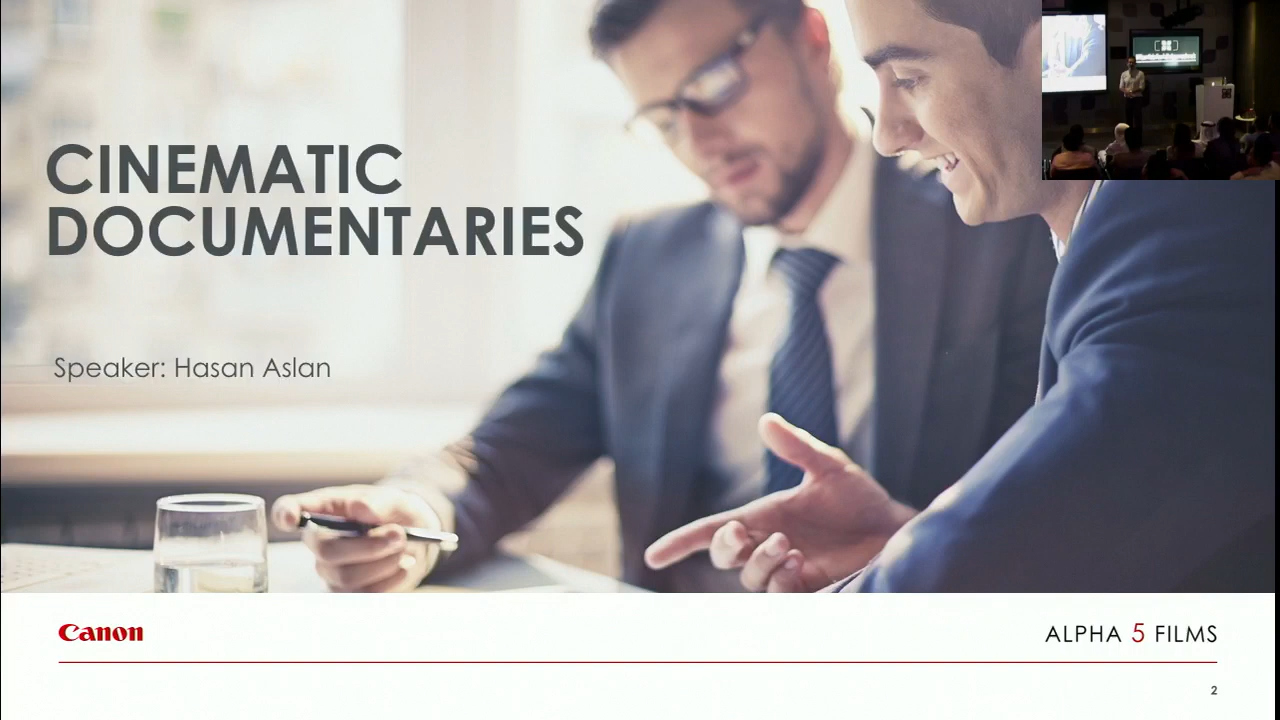 CINEMATIC
DOCUMENTARIES
Speaker: Hasan Aslan
Canon
ALPHA 5 FILMS
2